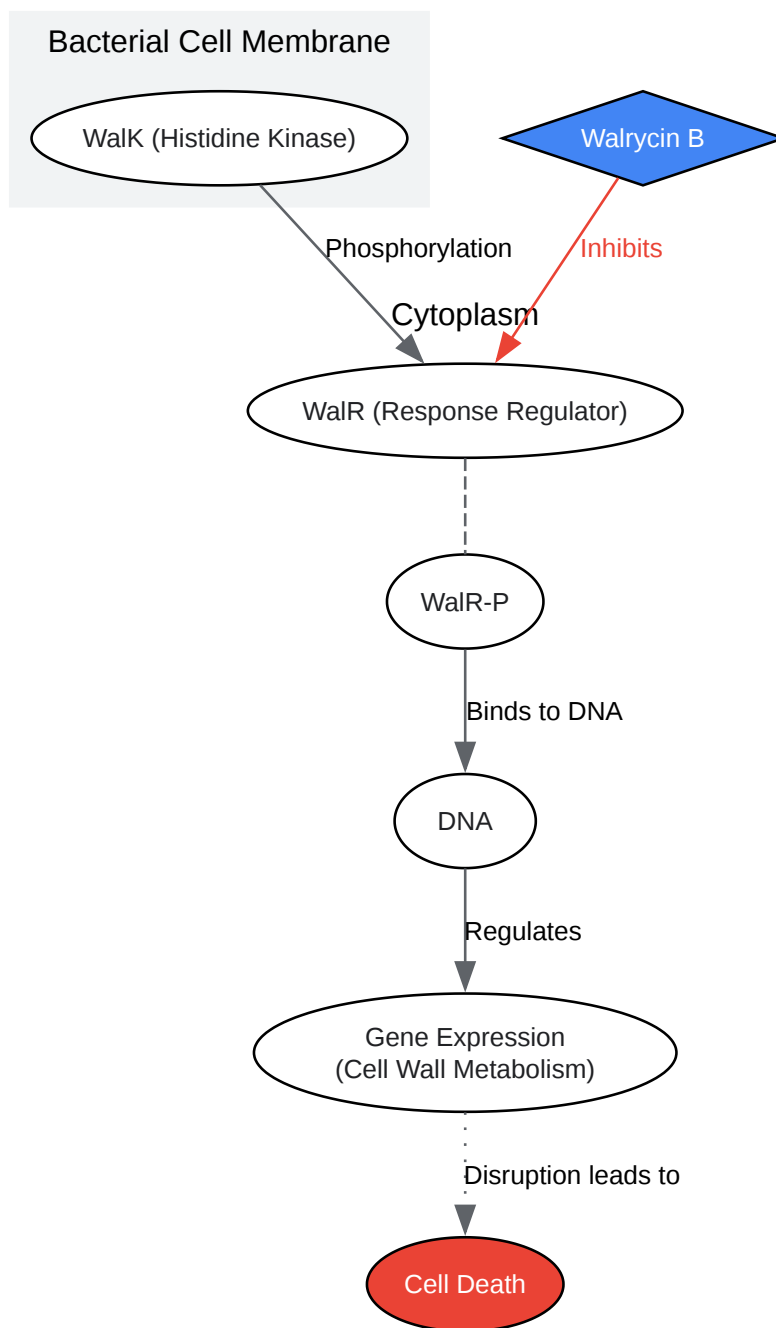 Bacterial Cell Membrane
WalK (Histidine Kinase)
Walrycin B
Phosphorylation
Inhibits
Cytoplasm
WalR (Response Regulator)
WalR-P
Binds to DNA
DNA
Regulates
Gene Expression
(Cell Wall Metabolism)
Disruption leads to
Cell Death